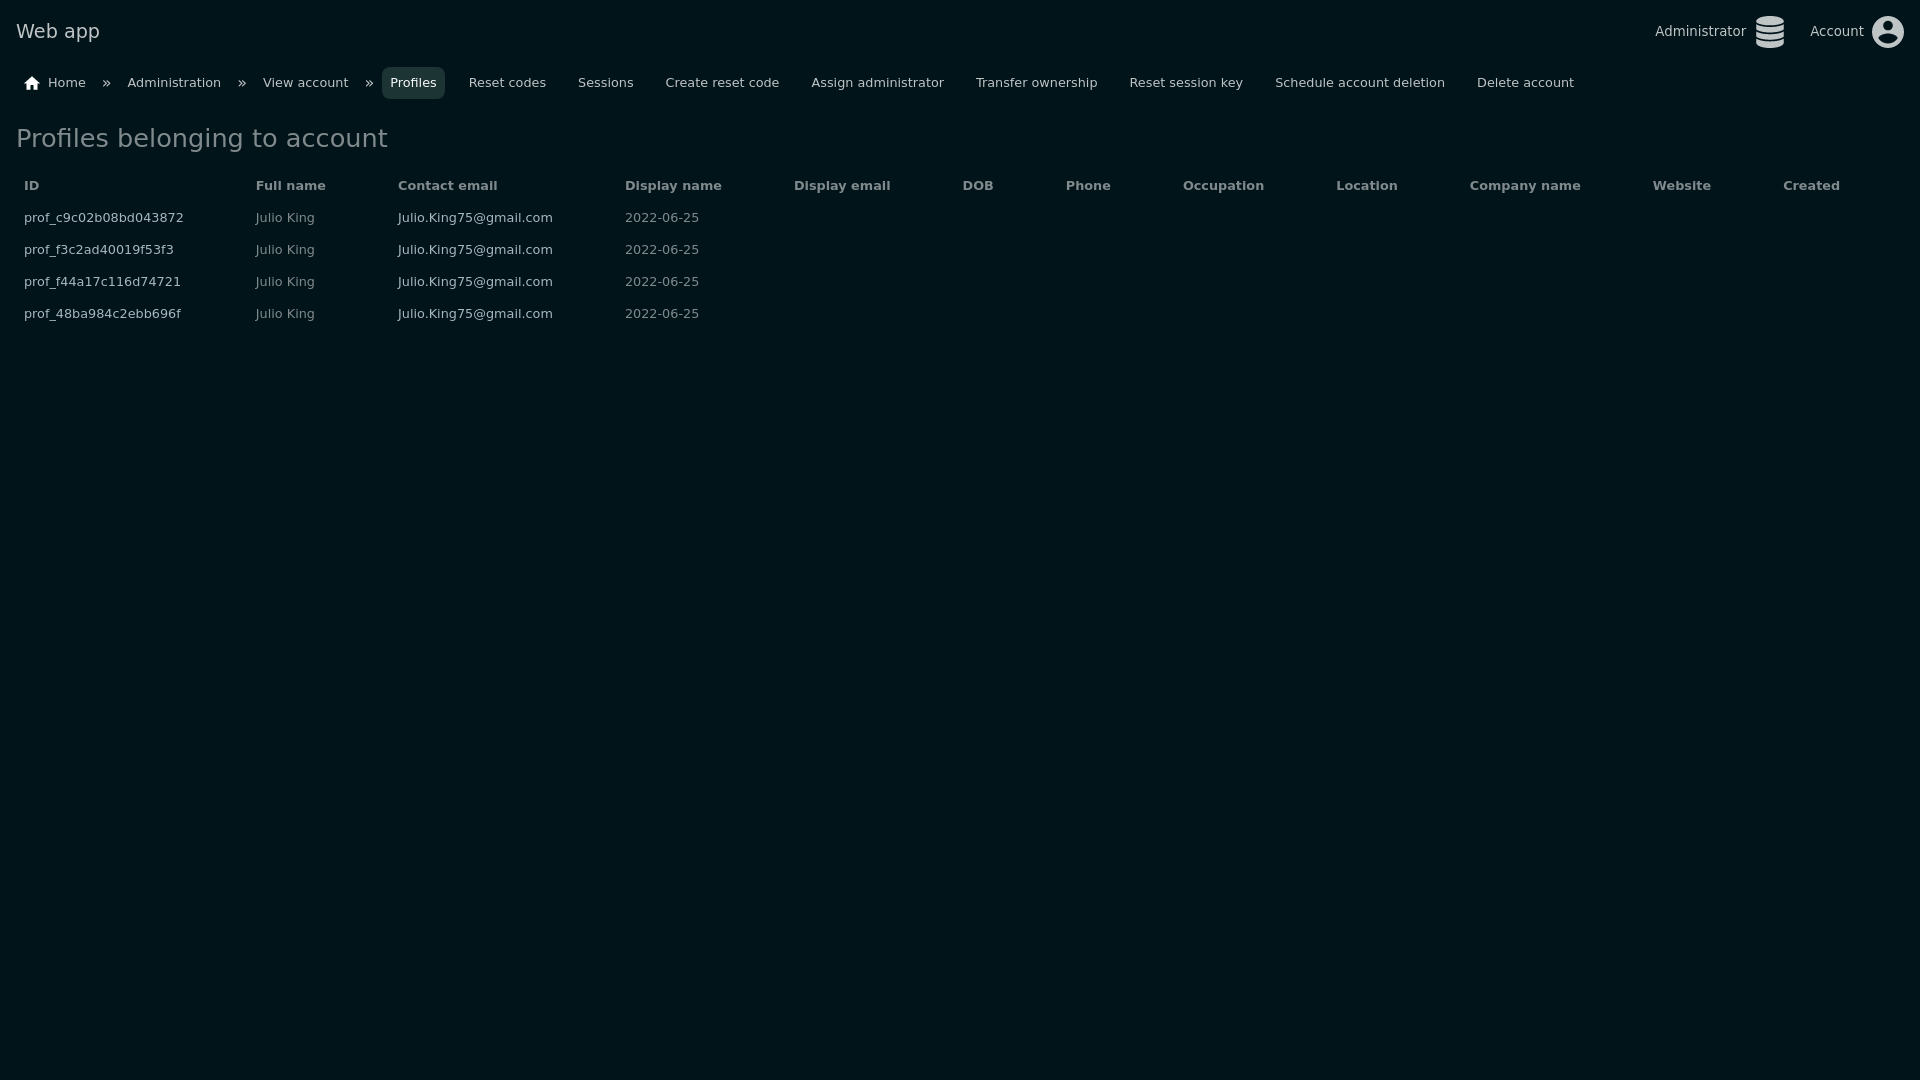 Web app
Administrator Account
Home » Administration » View account » Profiles Reset codes Sessions Create reset code Assign administrator Transfer ownership Reset session key Schedule account deletion Delete account
Profiles belonging to account
ID Full name Contact email Display name Display email DOB Phone Occupation Location Company name Website Created
prof_c9c02b08bd043872 Julio King Julio.King75@gmail.com 2022-06-25
prof_f3c2ad40019f53f3 Julio King Julio.King75@gmail.com 2022-06-25
prof_f44a17c116d74721 Julio King Julio.King75@gmail.com 2022-06-25
prof_48ba984c2ebb696f Julio King Julio.King75@gmail.com 2022-06-25